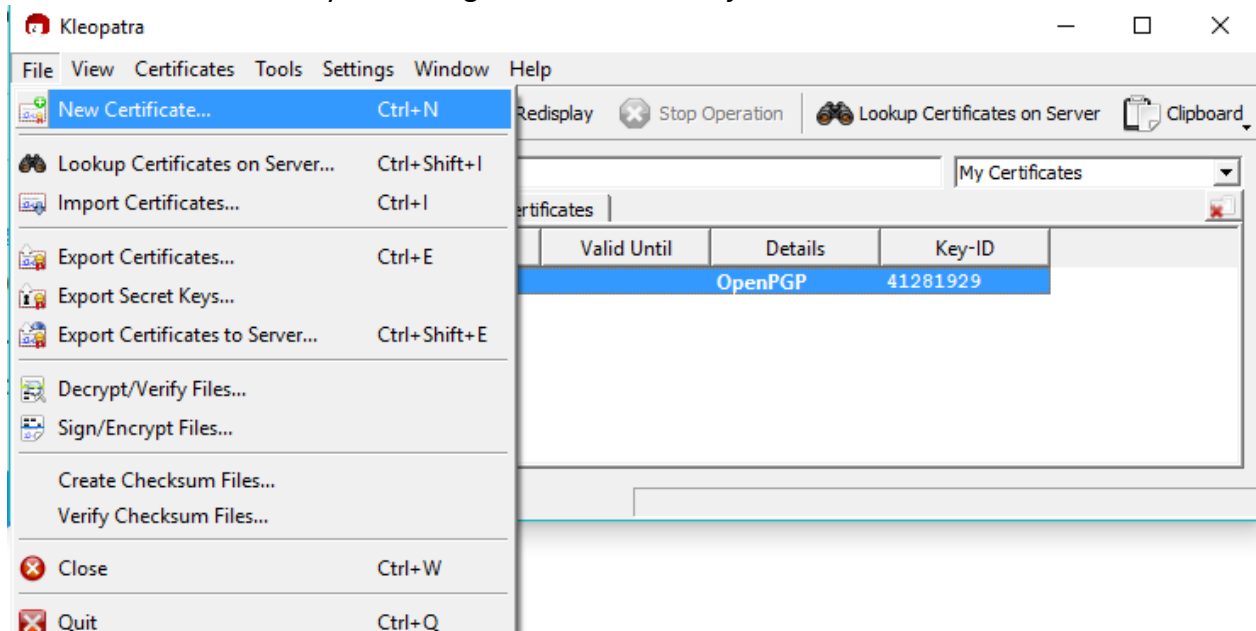 Kleopatra
File View Certificates Tools Settings Window Help
New Certificate... Ctrl+N
Redisplay Stop Operation Lookup Certificates on Server Clipboard
Lookup Certificates on Server... Ctrl+Shift+I
My Certificates
Import Certificates... Ctrl+I
Valid Until Details Key-ID
Export Certificates... Ctrl+E
OpenPGP 41281929
Export Secret Keys...
Export Certificates to Server... Ctrl+Shift+E
Decrypt/Verify Files...
Sign/Encrypt Files...
Create Checksum Files...
Verify Checksum Files...
Close Ctrl+W
Quit Ctrl+Q